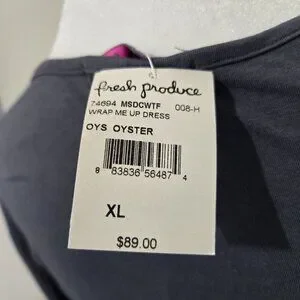 fresh produce
74694 MSDCWTF 008-H
WRAP ME UP DRESS
OYS OYSTER
8 83836 56487 4
XL
$89.00